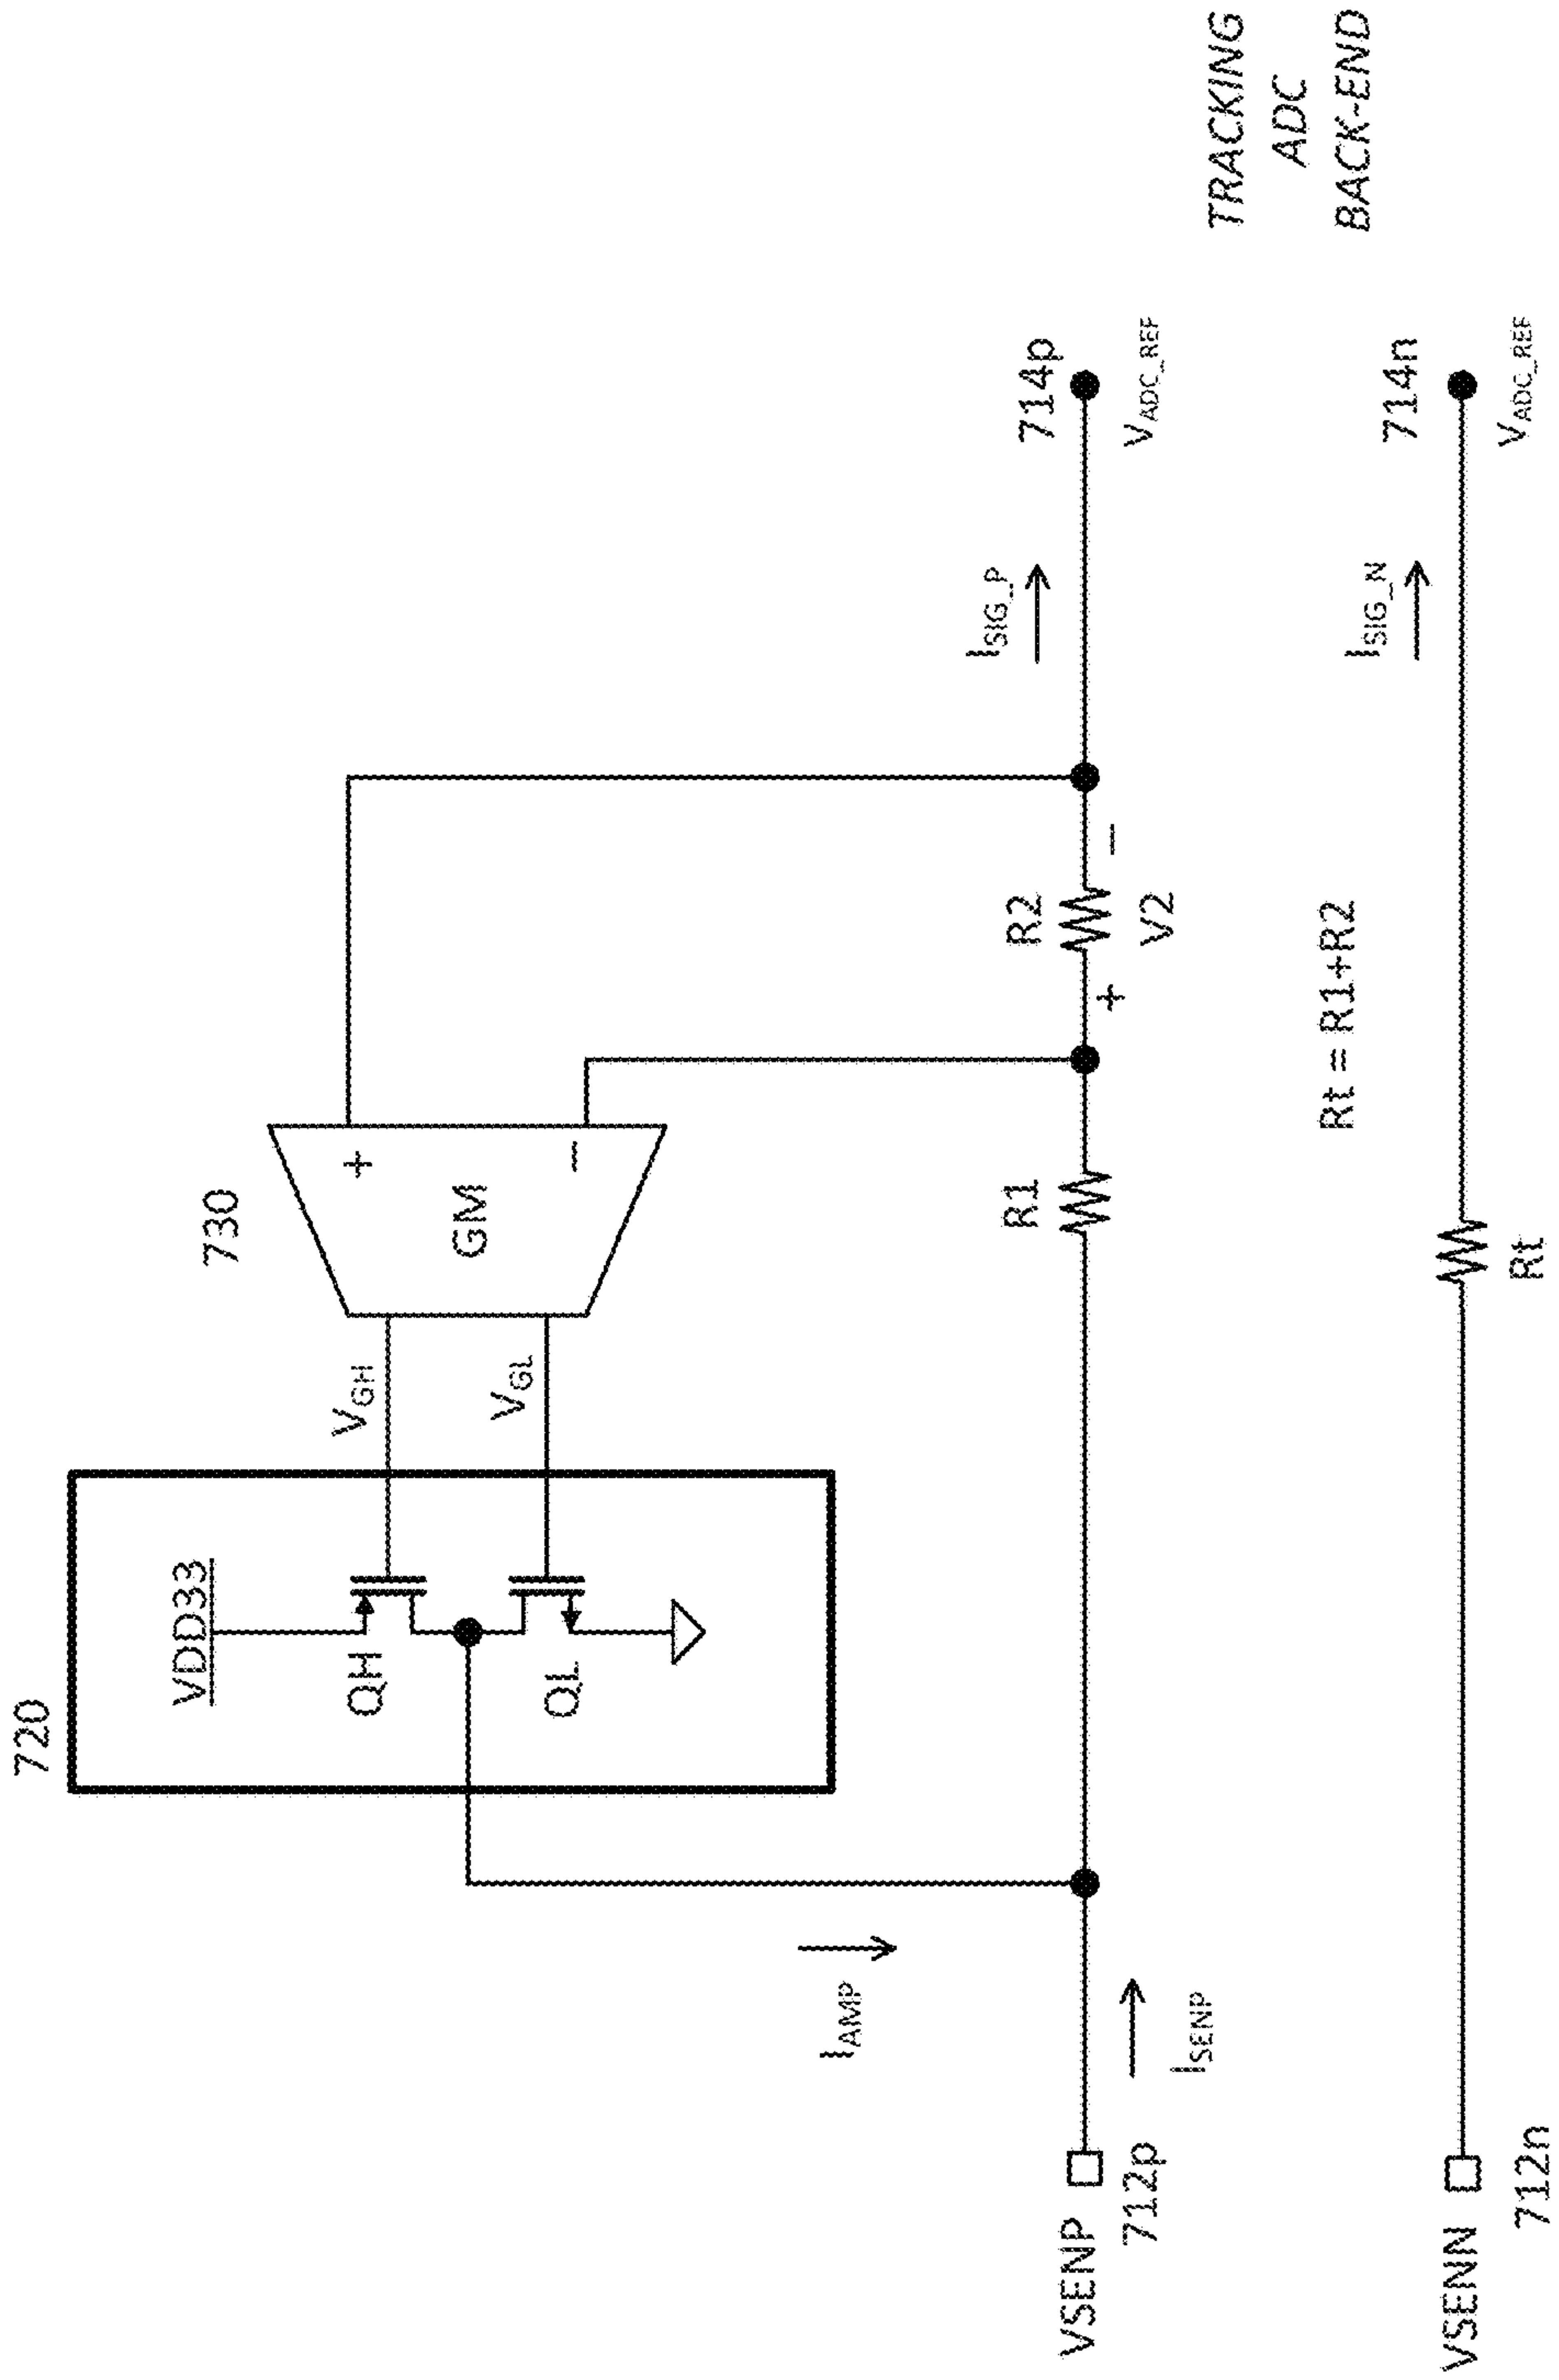 720
VDD33
QH
QL
VGH
VGL
730
+
GM
−
IAMP
ISENP
VSENP
712p
R1
R2
+
V2
−
ISIG_P
714p
VADC_REF
TRACKING
ADC
BACK-END
Rt = R1+R2
VSENN
712n
Rt
ISIG_N
714n
VADC_REF